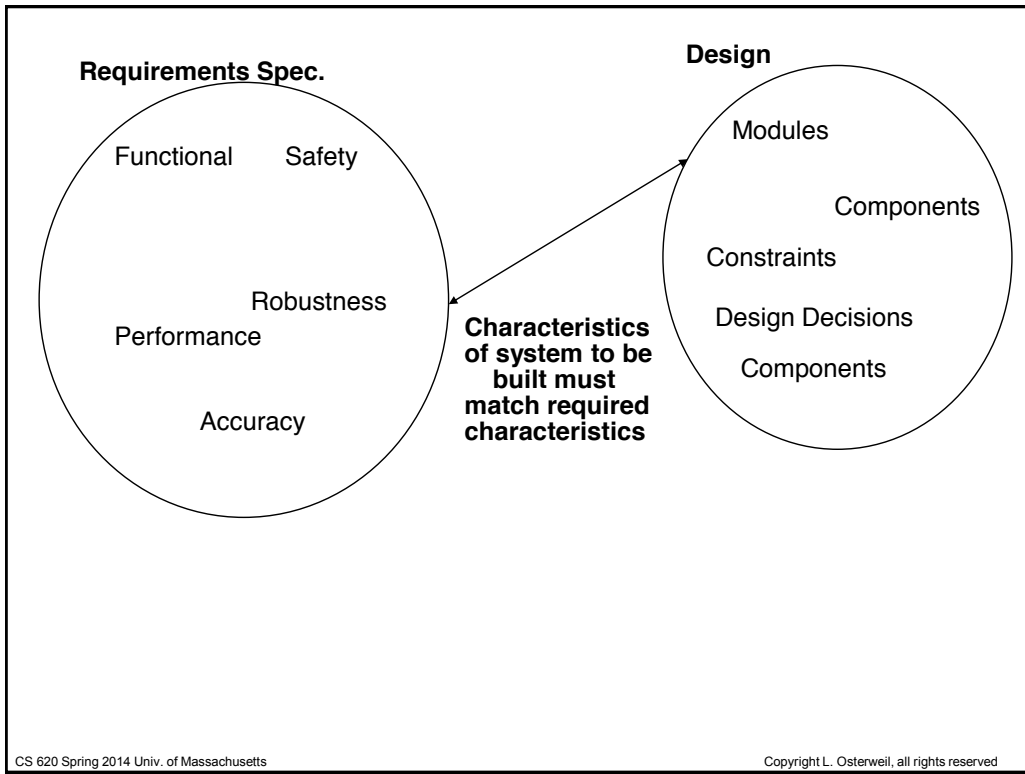 Requirements Spec.
Functional
Safety
Robustness
Performance
Accuracy
Characteristics
of system to be
built must
match required
characteristics
Design
Modules
Components
Constraints
Design Decisions
Components
CS 620 Spring 2014 Univ. of Massachusetts
Copyright L. Osterweil, all rights reserved